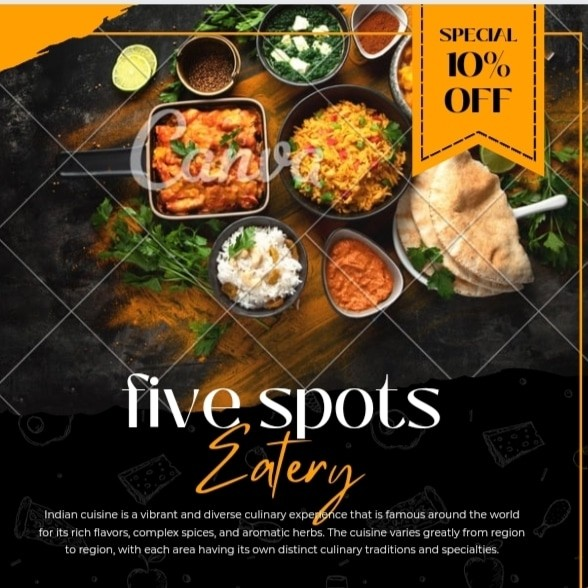 SPECIAL
10%
OFF
Canva
five spots
Eatery
Indian cuisine is a vibrant and diverse culinary experience that is famous around the world
for its rich flavors, complex spices, and aromatic herbs. The cuisine varies greatly from region
to region, with each area having its own distinct culinary traditions and specialties.